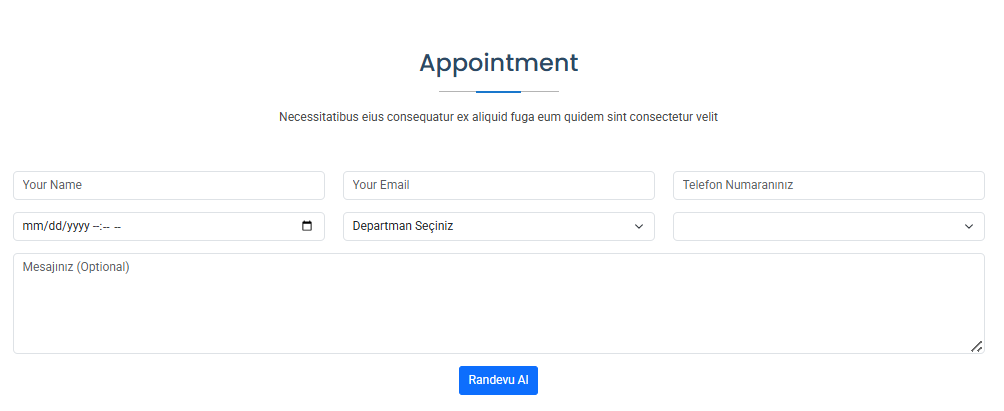 Appointment
Necessitatibus eius consequatur ex aliquid fuga eum quidem sint consectetur velit
Your Name
Your Email
Telefon Numaranınız
mm/dd/yyyy --:-- --
Departman Seçiniz
Mesajınız (Optional)
Randevu Al